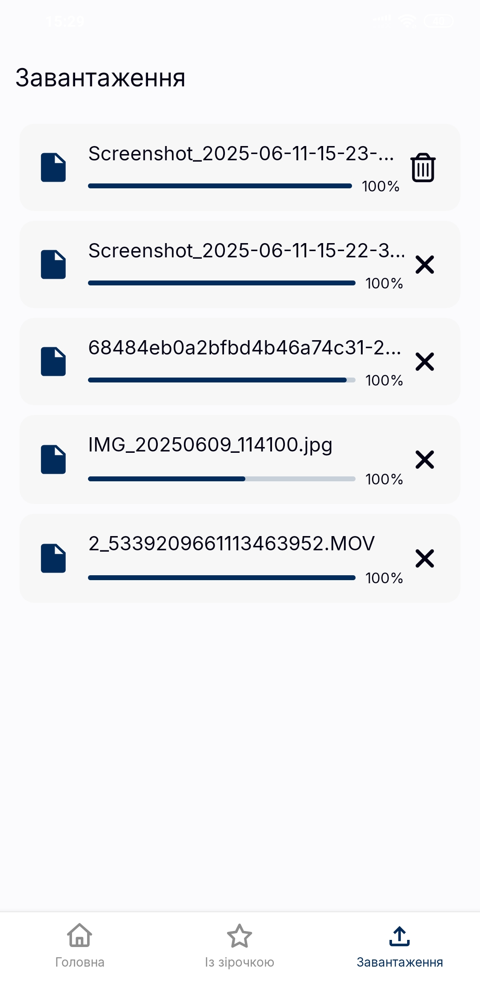 15:29
49
Завантаження
Screenshot_2025-06-11-15-23-...
100%
Screenshot_2025-06-11-15-22-3...
100%
68484eb0a2bfbd4b46a74c31-2...
100%
IMG_20250609_114100.jpg
100%
2_5339209661113463952.MOV
100%
Головна
Із зірочкою
Завантаження